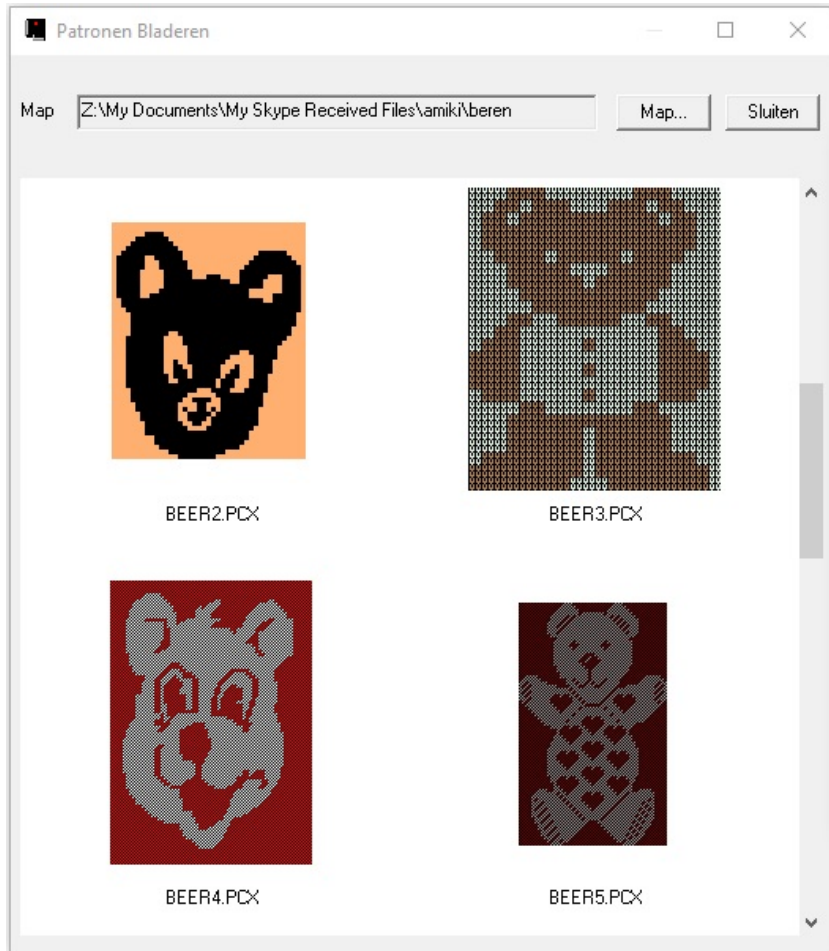 Patronen Bladeren
Map Z:\My Documents\My Skype Received Files\amiki\beren Map... Sluiten
BEER2.PCX BEER3.PCX
BEER4.PCX BEER5.PCX